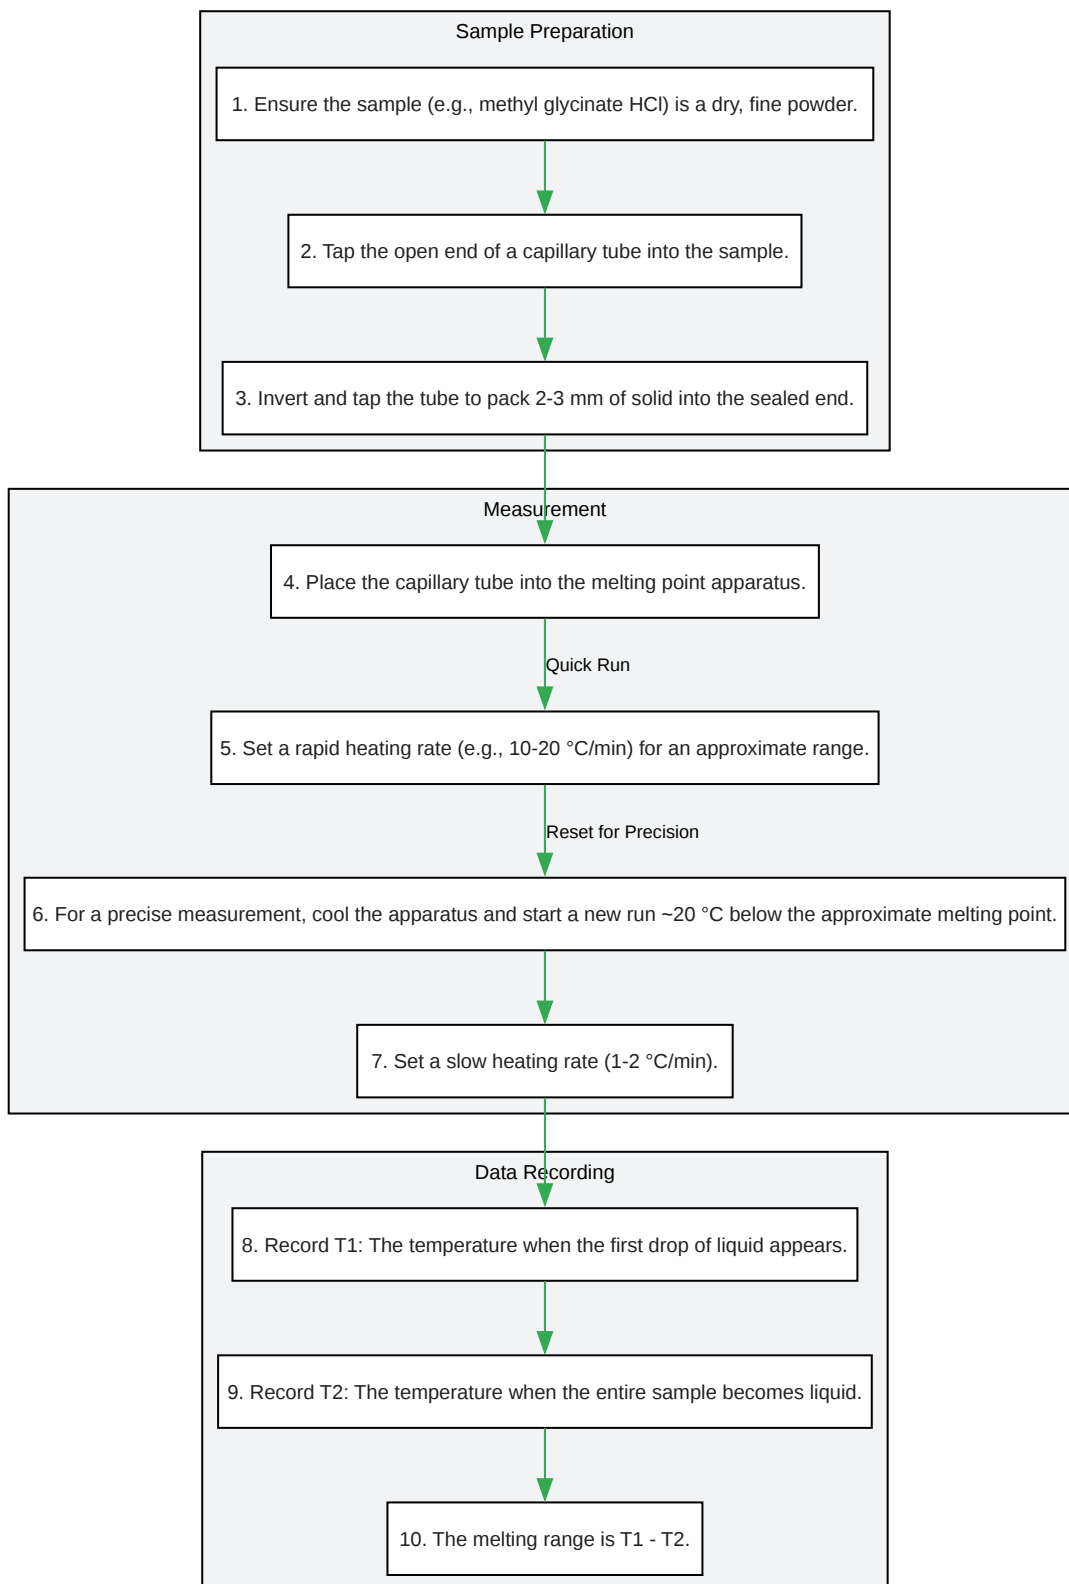 Sample Preparation
1. Ensure the sample (e.g., methyl glycinate HCl) is a dry, fine powder.
2. Tap the open end of a capillary tube into the sample.
3. Invert and tap the tube to pack 2-3 mm of solid into the sealed end.
Measurement
4. Place the capillary tube into the melting point apparatus.
Quick Run
5. Set a rapid heating rate (e.g., 10-20 °C/min) for an approximate range.
Reset for Precision
6. For a precise measurement, cool the apparatus and start a new run ~20 °C below the approximate melting point.
7. Set a slow heating rate (1-2 °C/min).
Data Recording
8. Record T1: The temperature when the first drop of liquid appears.
9. Record T2: The temperature when the entire sample becomes liquid.
10. The melting range is T1 - T2.